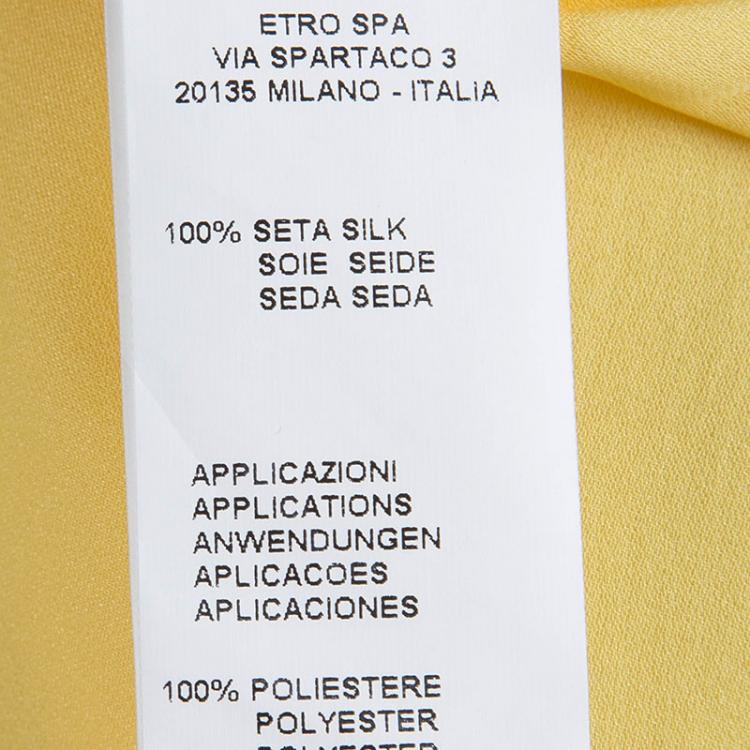 ETRO SPA
VIA SPARTACO 3
20135 MILANO - ITALIA
100% SETA SILK
SOIE SEIDE
SEDA SEDA
APPLICAZIONI
APPLICATIONS
ANWENDUNGEN
APLICACOES
APLICACIONES
100% POLIESTERE
POLYESTER